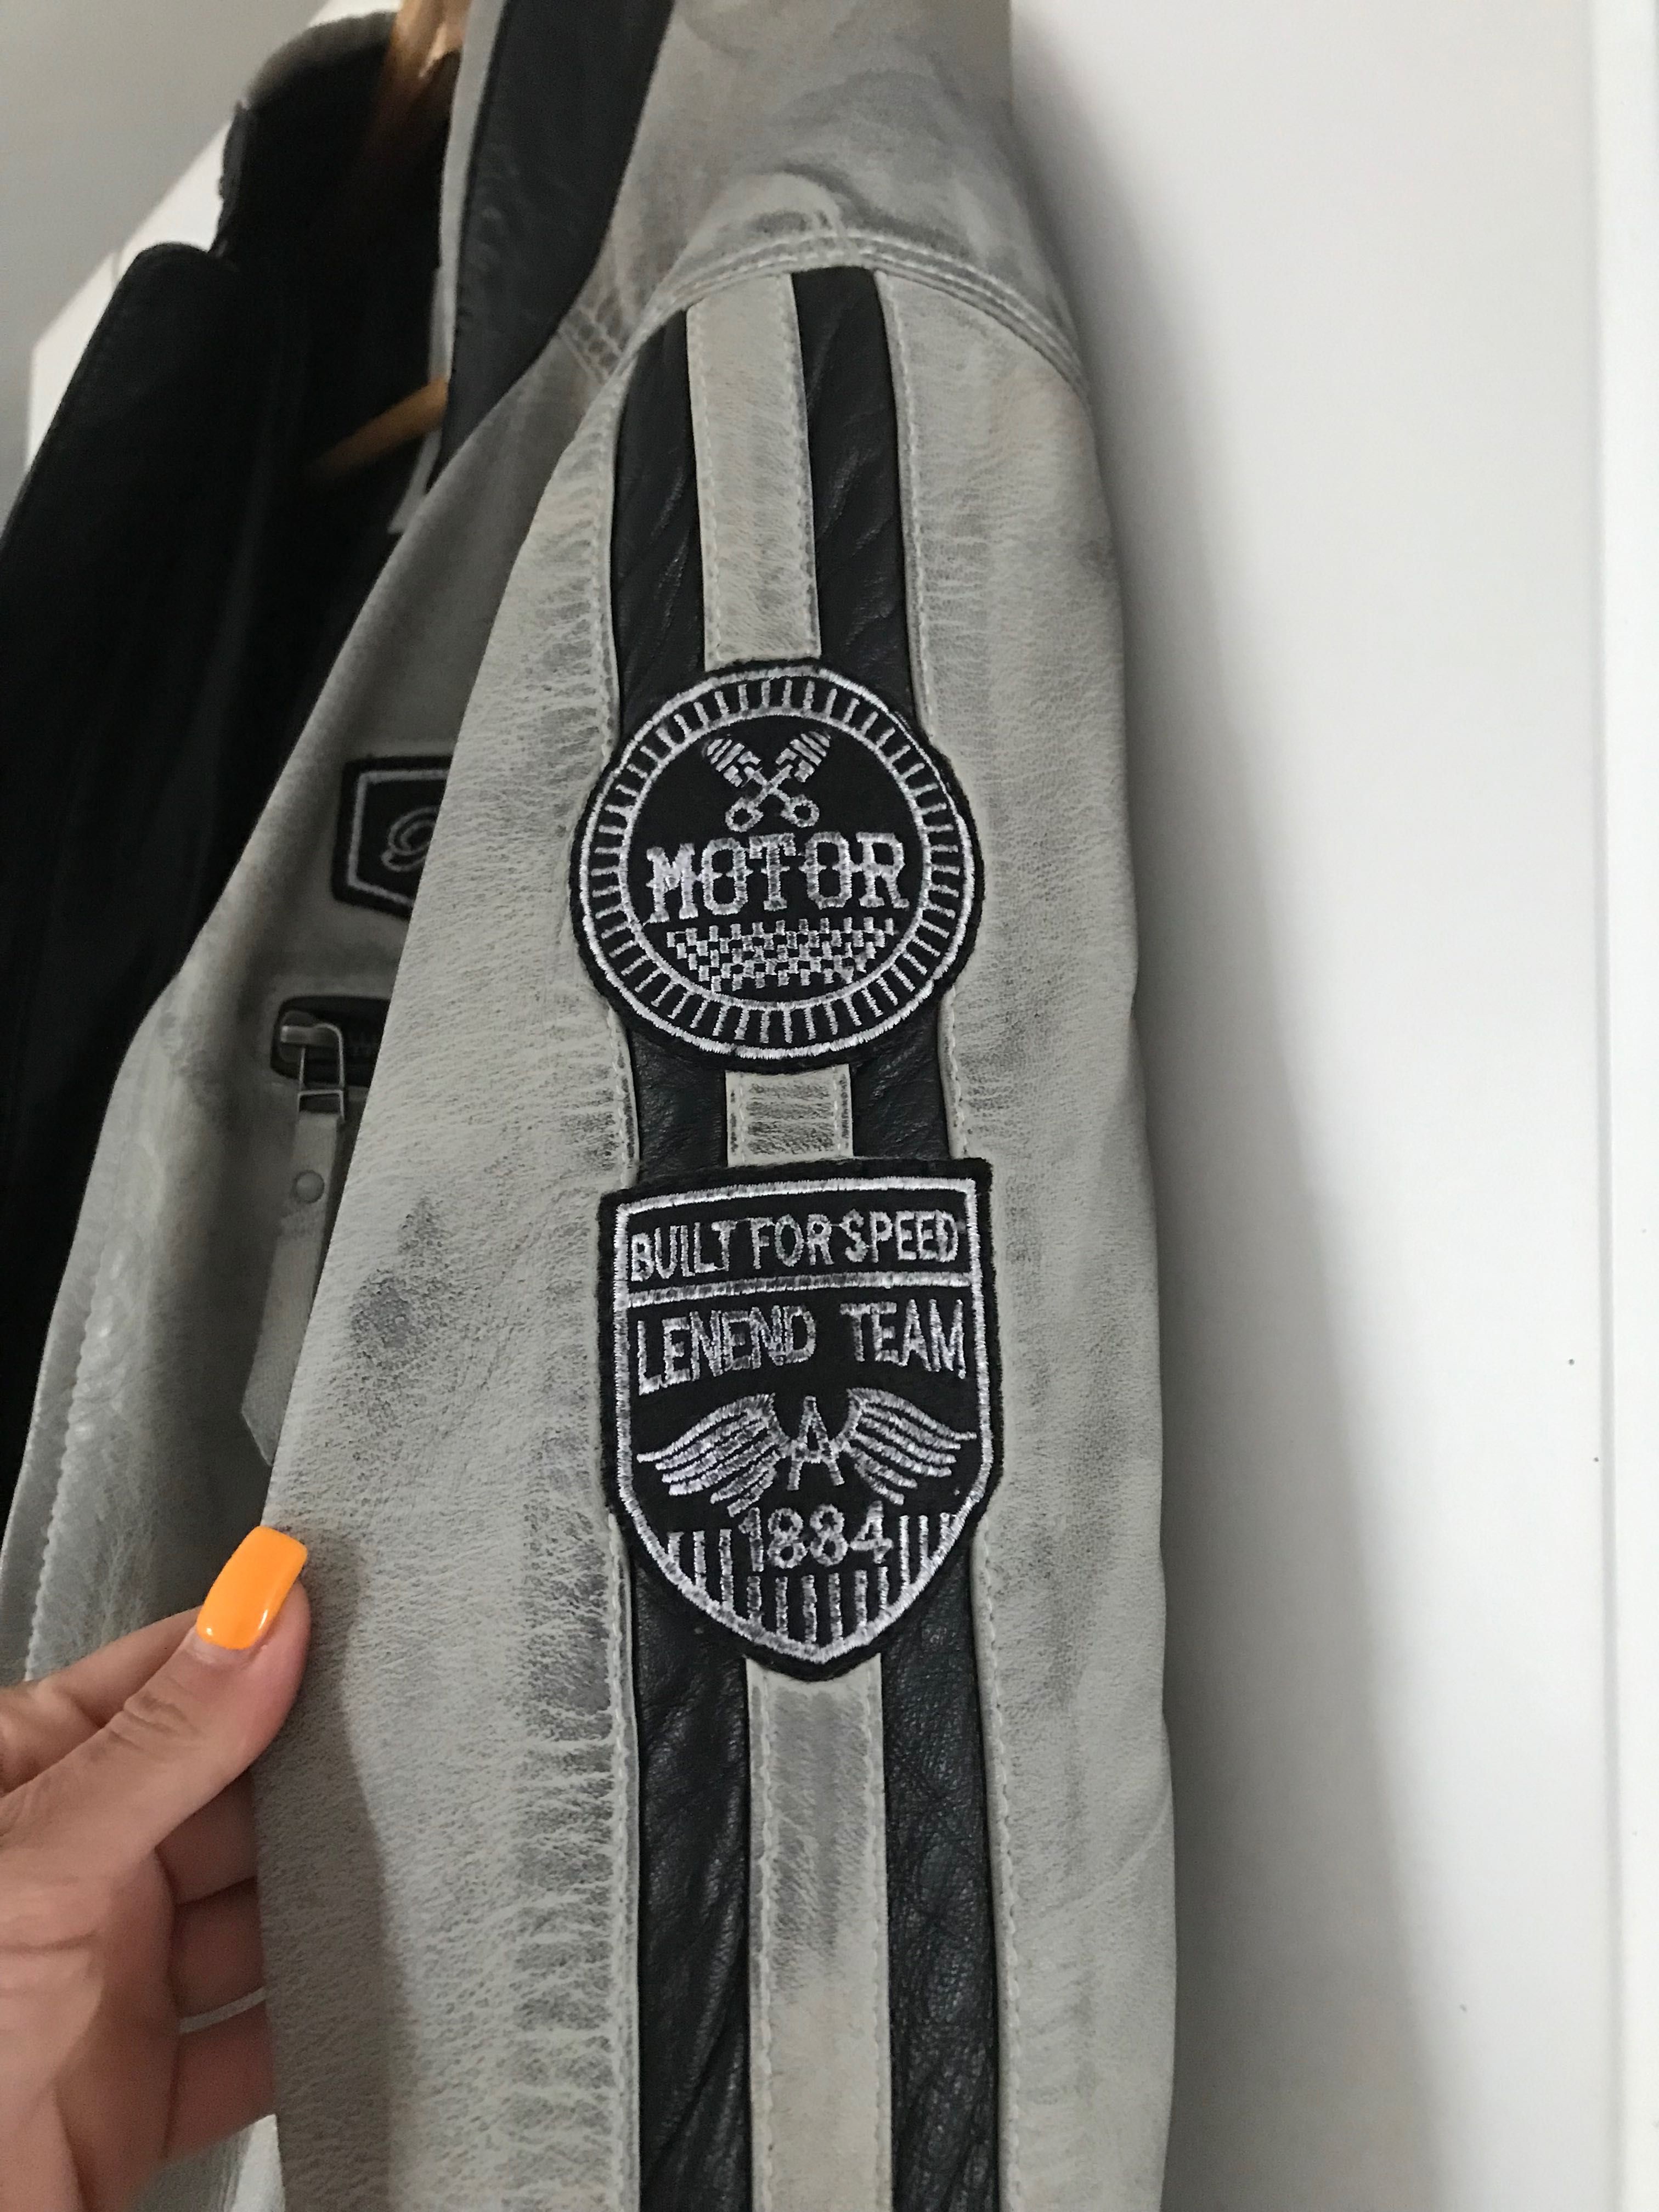 MOTOR
BUILT FOR SPEED
LENEND TEAM
A
1884